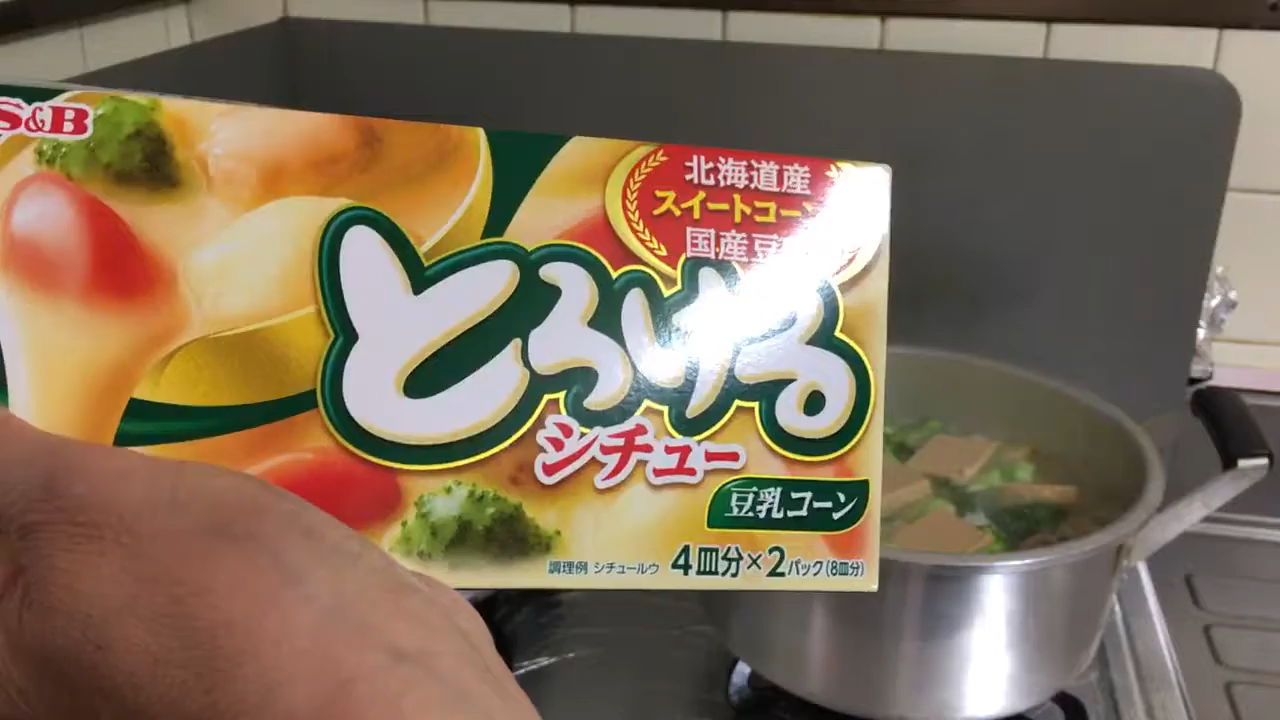 S&B
北海道産
スイートコーン
国産豆
とろける
シチュー
豆乳コーン
調理例 シチュールウ 4皿分×2パック(8皿分)